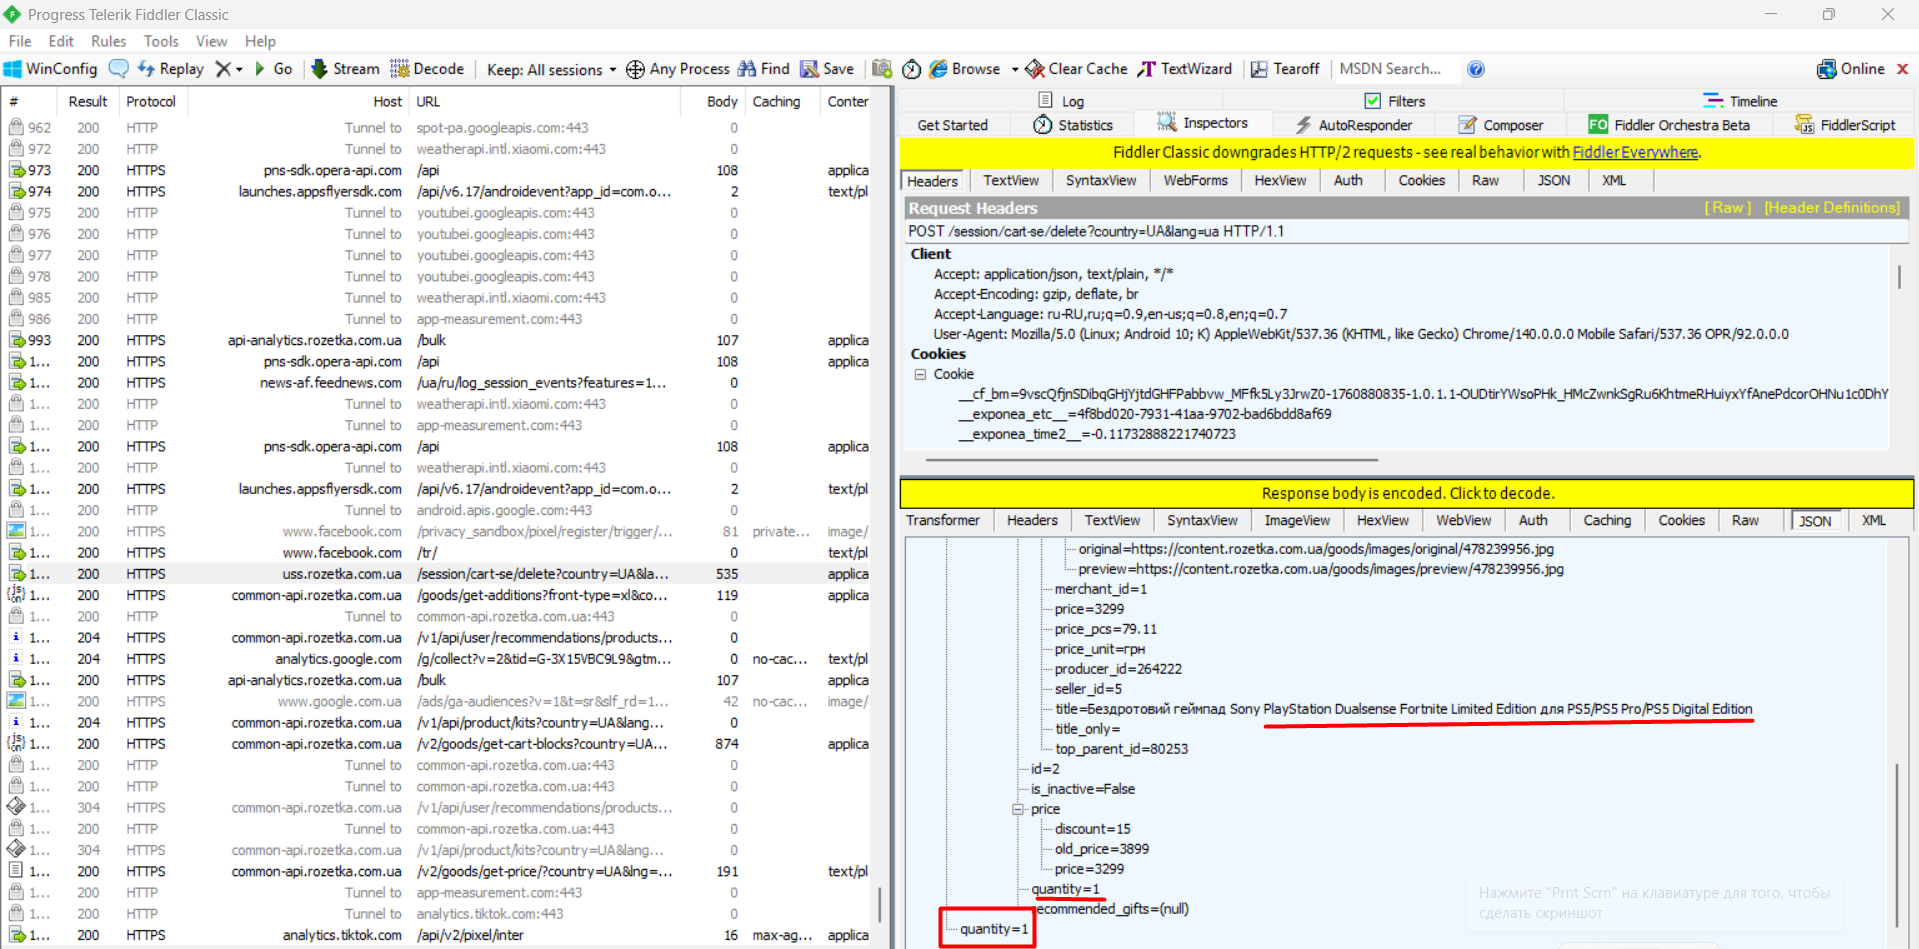 Progress Telerik Fiddler Classic
File Edit Rules Tools View Help
WinConfig Replay Go Stream Decode Keep: All sessions Any Process Find Save Browse Clear Cache TextWizard Tearoff MSDN Search... Online
# Result Protocol Host URL Body Caching Conter
962 200 HTTP Tunnel to spot-pa.googleapis.com:443 0
972 200 HTTP Tunnel to weatherapi.intl.xiaomi.com:443 0
973 200 HTTPS pns-sdk.opera-api.com /api 108 applica
974 200 HTTPS launches.appsflyersdk.com /api/v6.17/androidevent?app_id=com.o... 2 text/pl
975 200 HTTP Tunnel to youtubei.googleapis.com:443 0
976 200 HTTP Tunnel to youtubei.googleapis.com:443 0
977 200 HTTP Tunnel to youtubei.googleapis.com:443 0
978 200 HTTP Tunnel to youtubei.googleapis.com:443 0
985 200 HTTP Tunnel to weatherapi.intl.xiaomi.com:443 0
986 200 HTTP Tunnel to app-measurement.com:443 0
993 200 HTTPS api-analytics.rozetka.com.ua /bulk 107 applica
1... 200 HTTPS pns-sdk.opera-api.com /api 108 applica
1... 200 HTTPS news-af.feednews.com /ua/ru/log_session_events?features=1...
1... 200 HTTP Tunnel to weatherapi.intl.xiaomi.com:443 0
1... 200 HTTP Tunnel to app-measurement.com:443 0
1... 200 HTTPS pns-sdk.opera-api.com /api 108 applica
1... 200 HTTP Tunnel to weatherapi.intl.xiaomi.com:443 0
1... 200 HTTPS launches.appsflyersdk.com /api/v6.17/androidevent?app_id=com.o... 2 text/pl
1... 200 HTTP Tunnel to android.apis.google.com:443 0
1... 200 HTTPS www.facebook.com /privacy_sandbox/pixel/register/trigger/... 81 private... image/
1... 200 HTTPS www.facebook.com /tr/ 0 text/pl
1... 200 HTTPS uss.rozetka.com.ua /session/cart-se/delete?country=UA&la... 535 applica
1... 200 HTTPS common-api.rozetka.com.ua /goods/get-additions?front-type=xl&co... 119 applica
1... 200 HTTP Tunnel to common-api.rozetka.com.ua:443 0
1... 204 HTTPS common-api.rozetka.com.ua /v1/api/user/recommendations/products... 0
1... 204 HTTPS analytics.google.com /g/collect?v=2&tid=G-3X15VBC9L9&gtm... 0 no-cac... text/pl
1... 200 HTTPS api-analytics.rozetka.com.ua /bulk 107 applica
1... 200 HTTPS www.google.com.ua /ads/ga-audiences?v=1&t=sr&slf_rd=1... 42 no-cac... image/
1... 204 HTTPS common-api.rozetka.com.ua /v1/api/product/kits?country=UA&lang... 0
1... 200 HTTPS common-api.rozetka.com.ua /v2/goods/get-cart-blocks?country=UA... 874 applica
1... 200 HTTP Tunnel to common-api.rozetka.com.ua:443 0
1... 200 HTTP Tunnel to common-api.rozetka.com.ua:443 0
1... 304 HTTPS common-api.rozetka.com.ua /v1/api/user/recommendations/products... 0
1... 200 HTTP Tunnel to common-api.rozetka.com.ua:443 0
1... 304 HTTPS common-api.rozetka.com.ua /v1/api/product/kits?country=UA&lang... 0
1... 200 HTTPS common-api.rozetka.com.ua /v2/goods/get-price/?country=UA&lng=... 191 text/pl
1... 200 HTTP Tunnel to app-measurement.com:443 0
1... 200 HTTP Tunnel to analytics.tiktok.com:443 0
1... 200 HTTPS analytics.tiktok.com /api/v2/pixel/inter 16 max-ag... applica
Log Filters Timeline
Get Started Statistics Inspectors AutoResponder Composer FO Fiddler Orchestra Beta FiddlerScript
Fiddler Classic downgrades HTTP/2 requests - see real behavior with Fiddler Everywhere.
Headers TextView SyntaxView WebForms HexView Auth Cookies Raw JSON XML
Request Headers [ Raw ] [Header Definitions]
POST /session/cart-se/delete?country=UA&lang=ua HTTP/1.1
Client
Accept: application/json, text/plain, */*
Accept-Encoding: gzip, deflate, br
Accept-Language: ru-RU,ru;q=0.9,en-us;q=0.8,en;q=0.7
User-Agent: Mozilla/5.0 (Linux; Android 10; K) AppleWebKit/537.36 (KHTML, like Gecko) Chrome/140.0.0.0 Mobile Safari/537.36 OPR/92.0.0.0
Cookies
Cookie
__cf_bm=9vscQfjnSDibqGHjYjtdGHFPabbvw_MFfk5Ly3JrwZ0-1760880835-1.0.1.1-OUDtirYWsoPHk_HMcZwnkSgRu6KhtmeRHuiyxYfAnePdcorOHNu1c0DhY
__exponea_etc__=4f8bd020-7931-41aa-9702-bad6bdd8af69
__exponea_time2__=-0.11732888221740723
Response body is encoded. Click to decode.
Transformer Headers TextView SyntaxView ImageView HexView WebView Auth Caching Cookies Raw JSON XML
original=https://content.rozetka.com.ua/goods/images/original/478239956.jpg
preview=https://content.rozetka.com.ua/goods/images/preview/478239956.jpg
merchant_id=1
price=3299
price_pcs=79.11
price_unit=грн
producer_id=264222
seller_id=5
title=Бездротовий геймпад Sony PlayStation Dualsense Fortnite Limited Edition для PS5/PS5 Pro/PS5 Digital Edition
title_only=
top_parent_id=80253
id=2
is_inactive=False
price
discount=15
old_price=3899
price=3299
quantity=1
ecommended_gifts=(null)
quantity=1
Нажмите "Prnt Scrn" на клавиатуре для того, чтобы
сделать скриншот